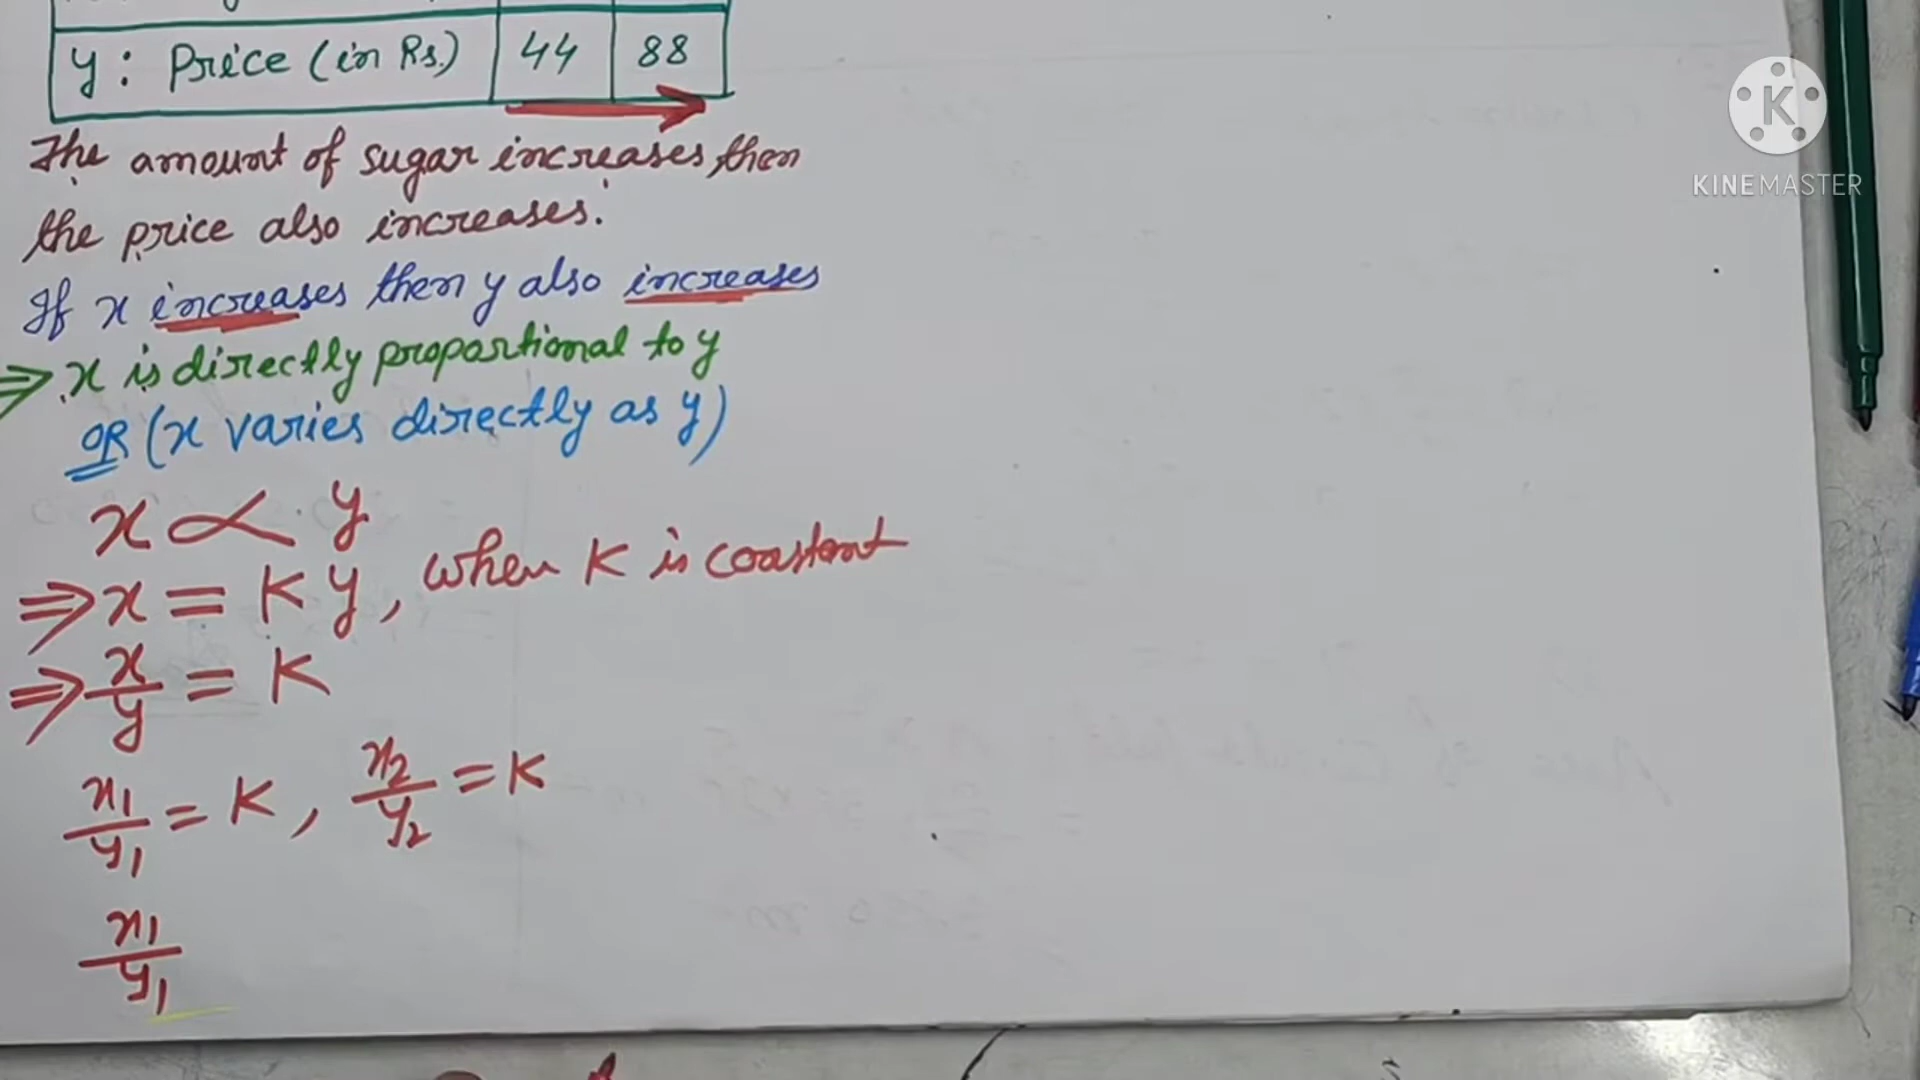 y : Price (in Rs.) 44 88
K
KINEMASTER
The amount of sugar increases, then
the price also increases.
If x increases then y also increases
⇒ x is directly proportional to y
OR (x varies directly as y)
x ∝ y
⇒ x = K y, when K is constant
⇒ x/y = K
x1/y1 = K, x2/y2 = K
x1/y1